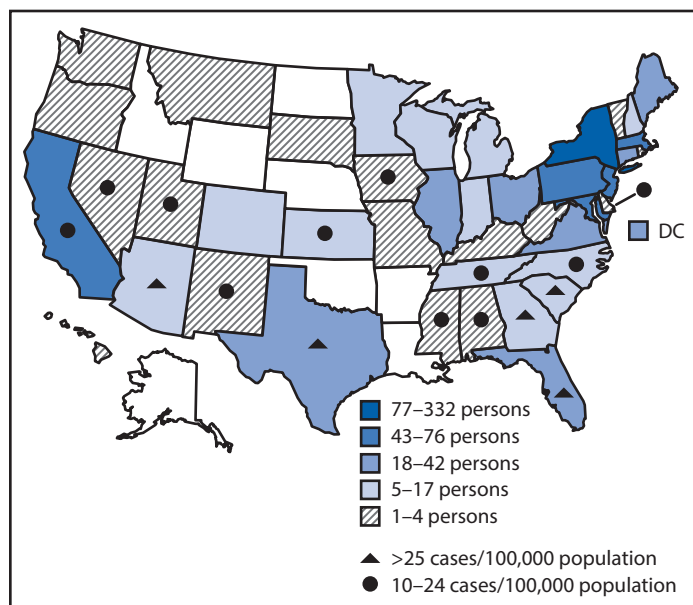 DC
77–332 persons
43–76 persons
18–42 persons
5–17 persons
1–4 persons
>25 cases/100,000 population
10–24 cases/100,000 population